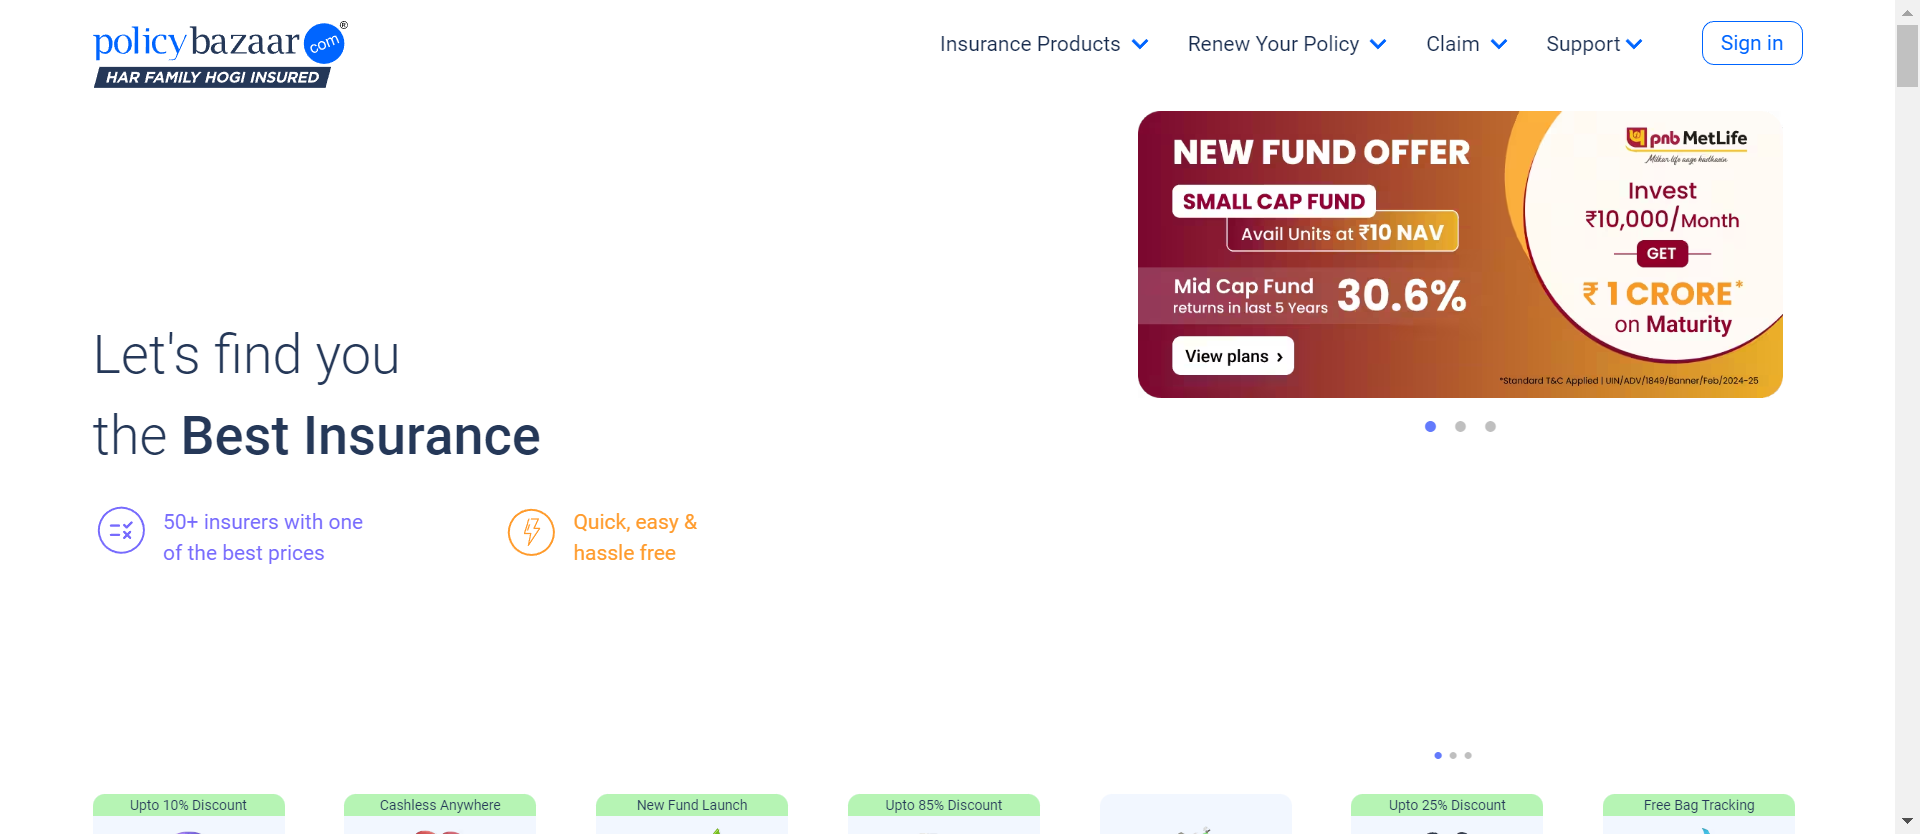 policybazaar com ®
HAR FAMILY HOGI INSURED
Insurance Products
Renew Your Policy
Claim
Support
Sign in
NEW FUND OFFER
SMALL CAP FUND
Avail Units at ₹10 NAV
Mid Cap Fund
returns in last 5 Years
30.6%
View plans ›
pnb MetLife
Milkar life aage badhaein
Invest
₹10,000/Month
GET
₹ 1 CRORE*
on Maturity
*Standard T&C Applied | UIN/ADV/1849/Banner/Feb/2024-25
Let's find you
the Best Insurance
50+ insurers with one
of the best prices
Quick, easy &
hassle free
Upto 10% Discount
Cashless Anywhere
New Fund Launch
Upto 85% Discount
Upto 25% Discount
Free Bag Tracking